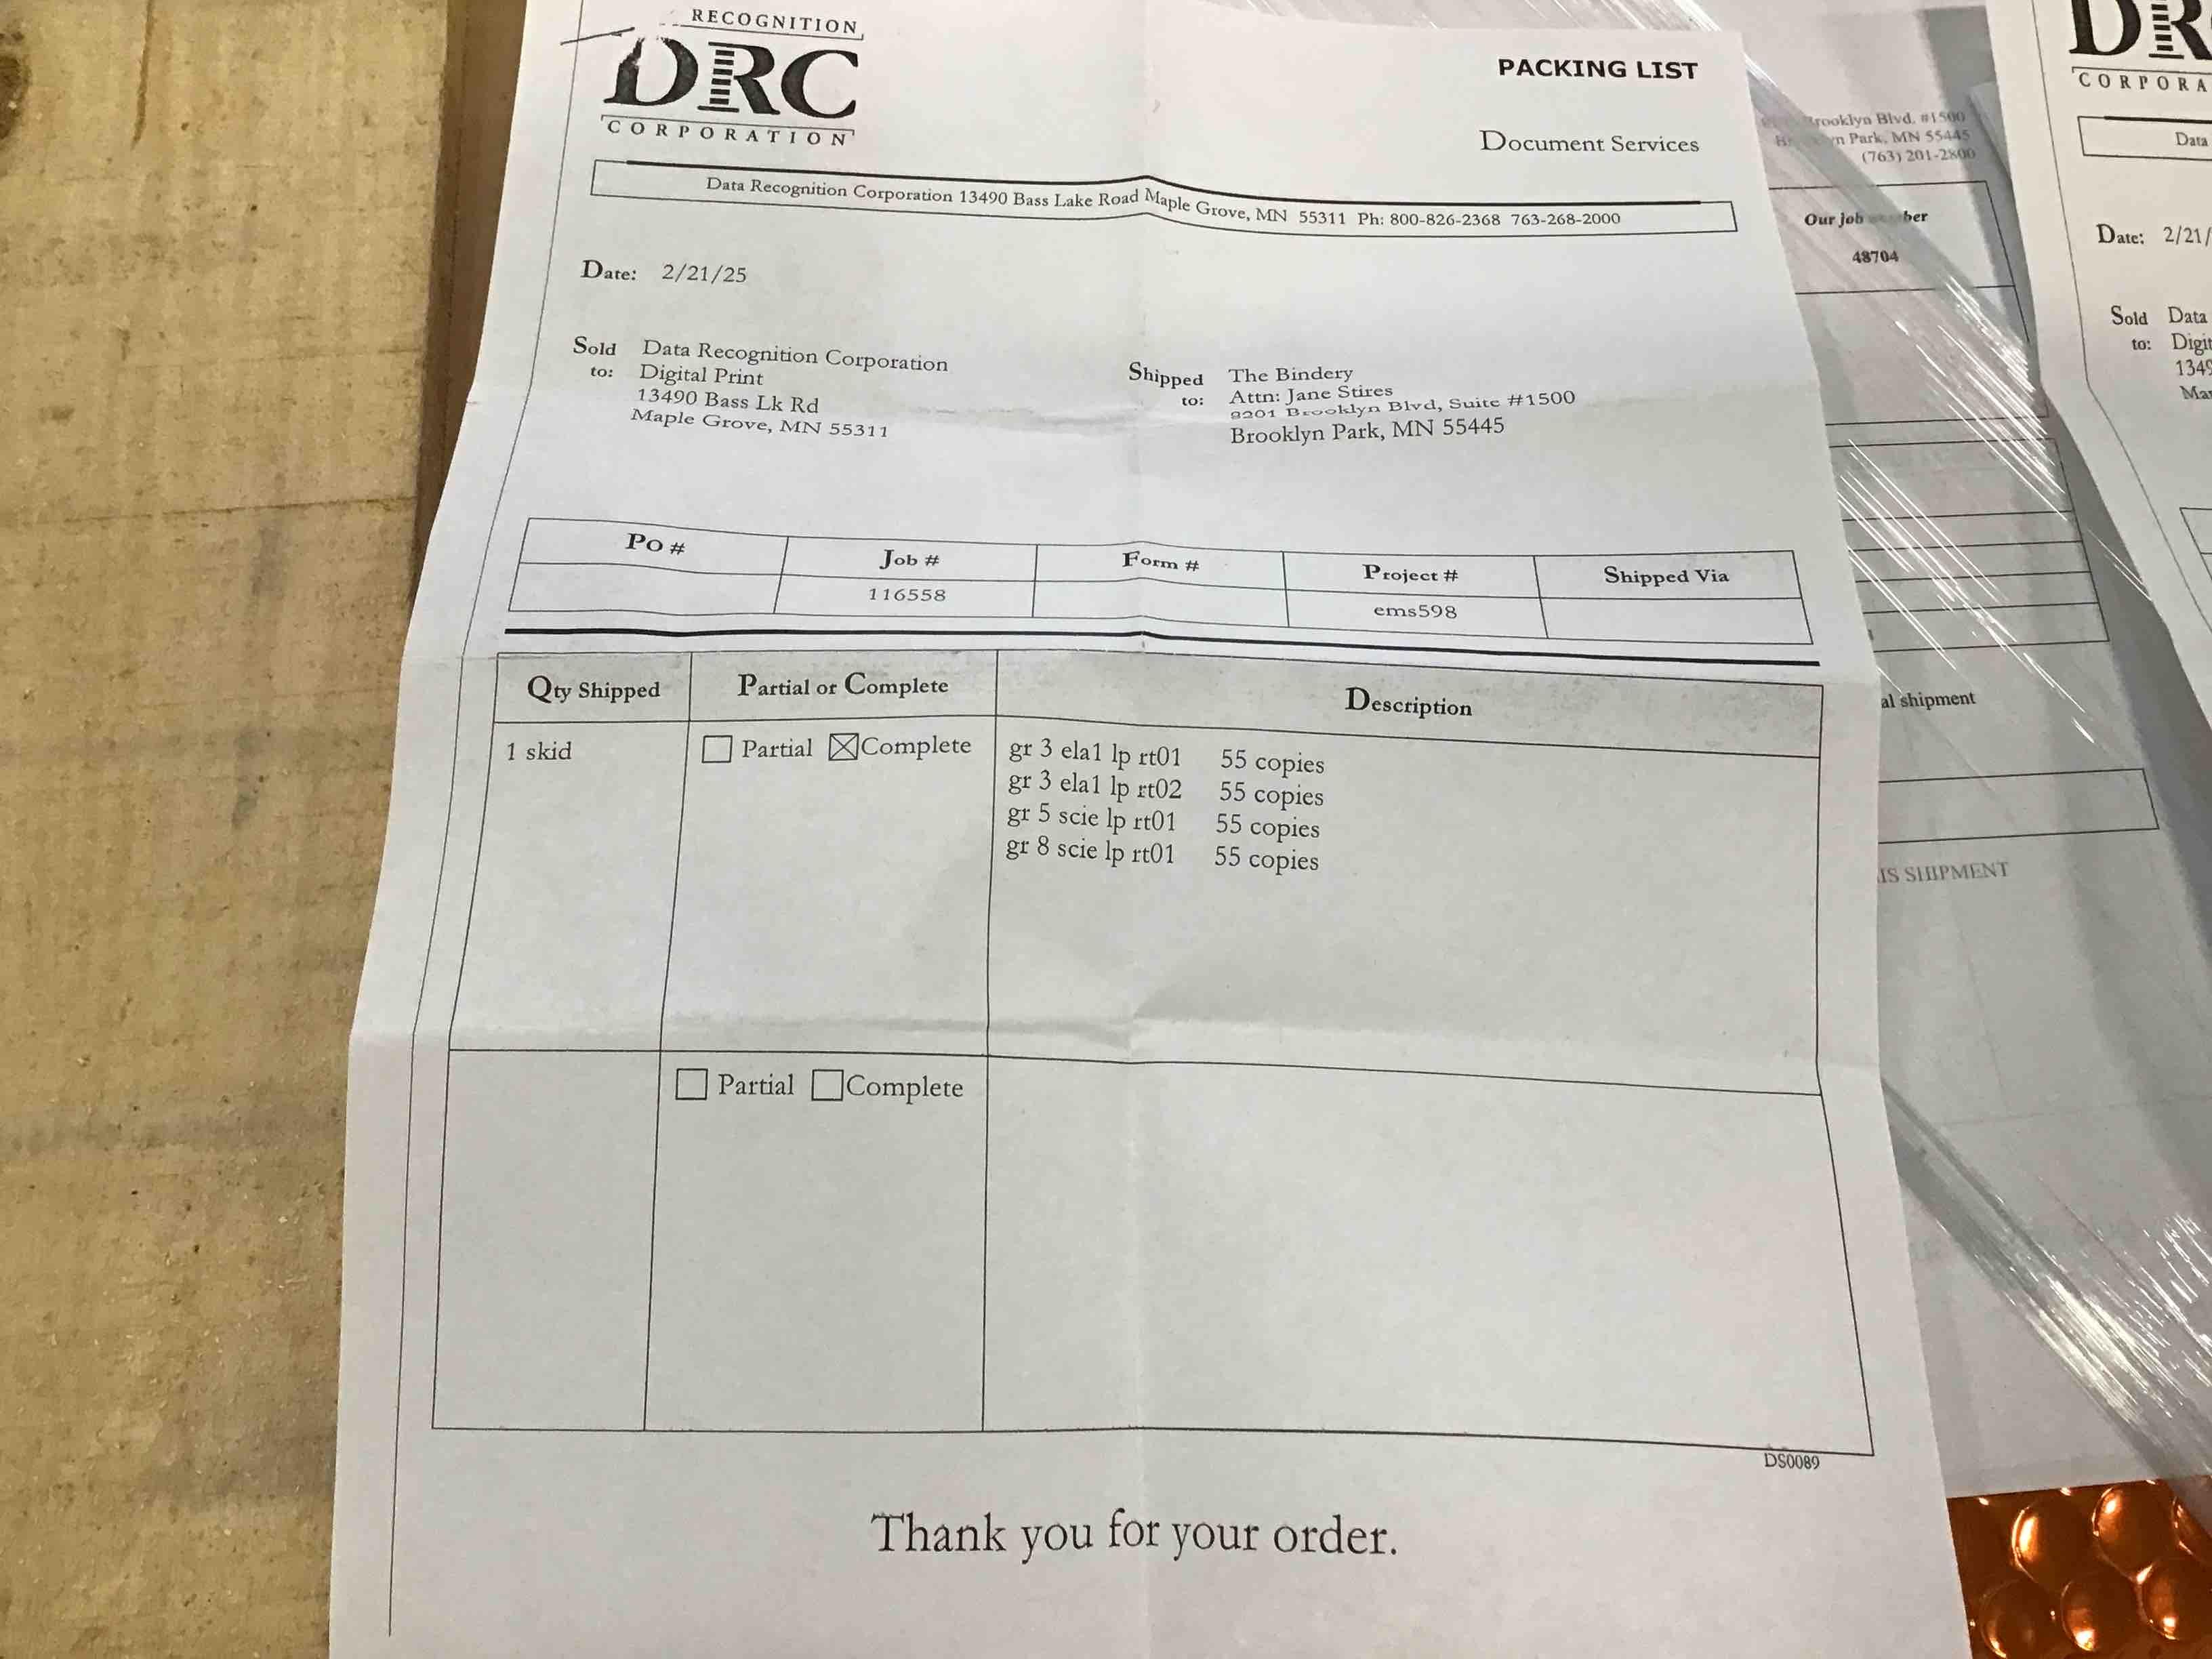 RECOGNITION
DRC
CORPORATION
PACKING LIST
Document Services
Data Recognition Corporation 13490 Bass Lake Road Maple Grove, MN 55311 Ph: 800-826-2368 763-268-2000
Date: 2/21/25
Sold to: Data Recognition Corporation
Digital Print
13490 Bass Lk Rd
Maple Grove, MN 55311
Shipped to: The Bindery
Attn: Jane Stires
Brooklyn Blvd, Suite #1500
Brooklyn Park, MN 55445
PO # Job # Form # Project # Shipped Via
116558 ems598
Qty Shipped Partial or Complete Description
1 skid Partial Complete gr 3 ela1 lp rt01 55 copies
gr 3 ela1 lp rt02 55 copies
gr 5 scie lp rt01 55 copies
gr 8 scie lp rt01 55 copies
Partial Complete
DS0089
Thank you for your order.
Brooklyn Blvd. #1500
Park, MN 55445
(763) 201-2800
Our job
48704
al shipment
IS SHIPMENT
DR
CORPORA
Data
Date: 2/21/
Sold to: Data
Digit
1349